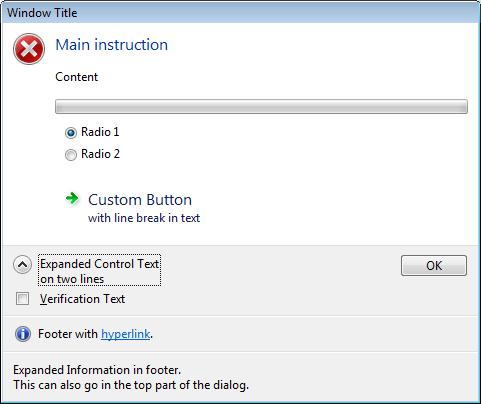 Window Title
Main instruction
Content
Radio 1
Radio 2
Custom Button
with line break in text
Expanded Control Text
on two lines
OK
Verification Text
Footer with hyperlink.
Expanded Information in footer.
This can also go in the top part of the dialog.